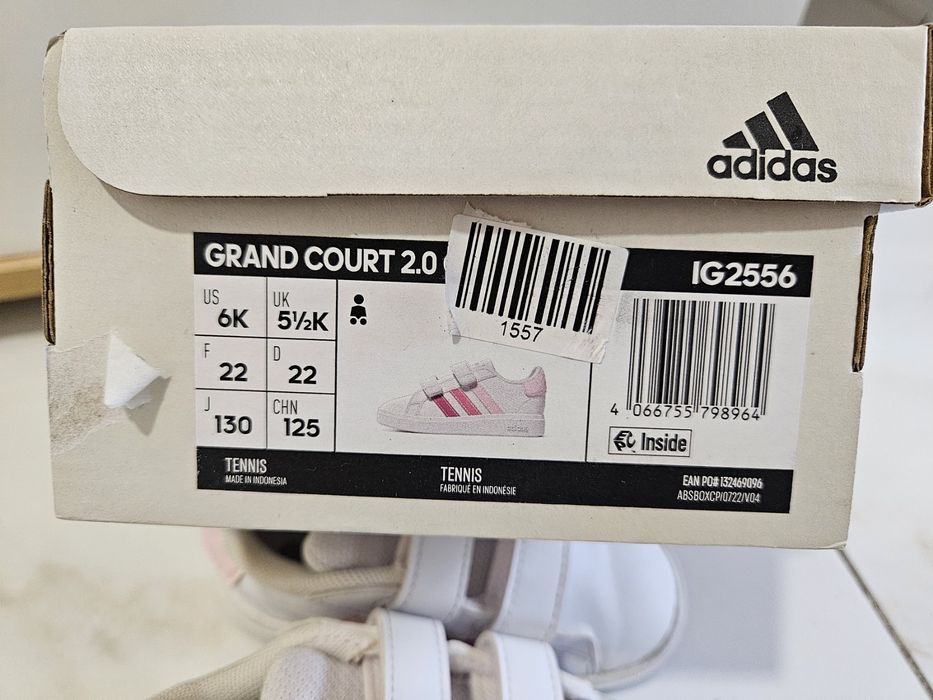 adidas
GRAND COURT 2.0
IG2556
US
6K
UK
5½K
F
22
D
22
J
130
CHN
125
1557
4 066755 798964
Inside
TENNIS
MADE IN INDONESIA
TENNIS
FABRIQUÉ EN INDONÉSIE
EAN PO# 132469096
ABSBOXCP/0722/V04